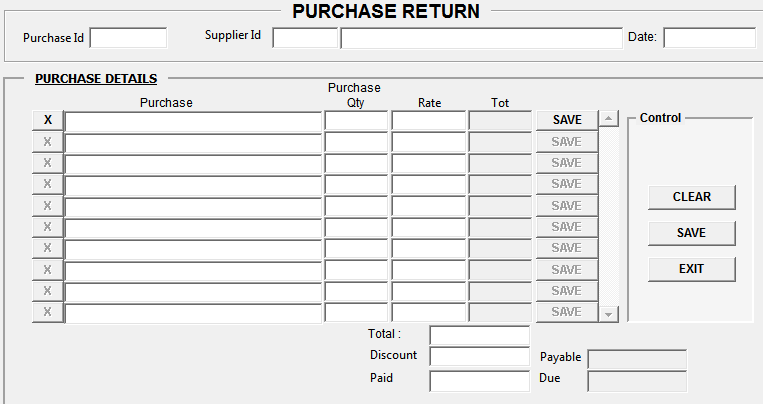 PURCHASE RETURN
Purchase Id Supplier Id Date:
PURCHASE DETAILS
Purchase
Purchase Qty Rate Tot
X SAVE
X SAVE
X SAVE
X SAVE
X SAVE
X SAVE
X SAVE
X SAVE
X SAVE
X SAVE
Control
CLEAR
SAVE
EXIT
Total :
Discount Payable
Paid Due